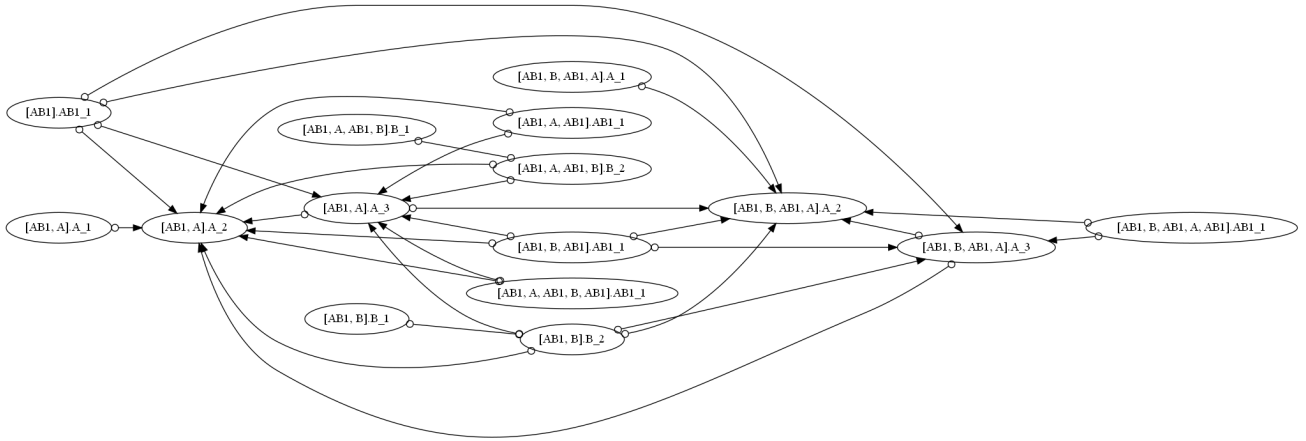 [AB1, B, AB1, A].A_1
[AB1].AB1_1
[AB1, A, AB1].AB1_1
[AB1, A, AB1, B].B_1
[AB1, A, AB1, B].B_2
[AB1, A].A_3
[AB1, B, AB1, A].A_2
[AB1, A].A_1
[AB1, A].A_2
[AB1, B, AB1, A, AB1].AB1_1
[AB1, B, AB1].AB1_1
[AB1, B, AB1, A].A_3
[AB1, A, AB1, B, AB1].AB1_1
[AB1, B].B_1
[AB1, B].B_2